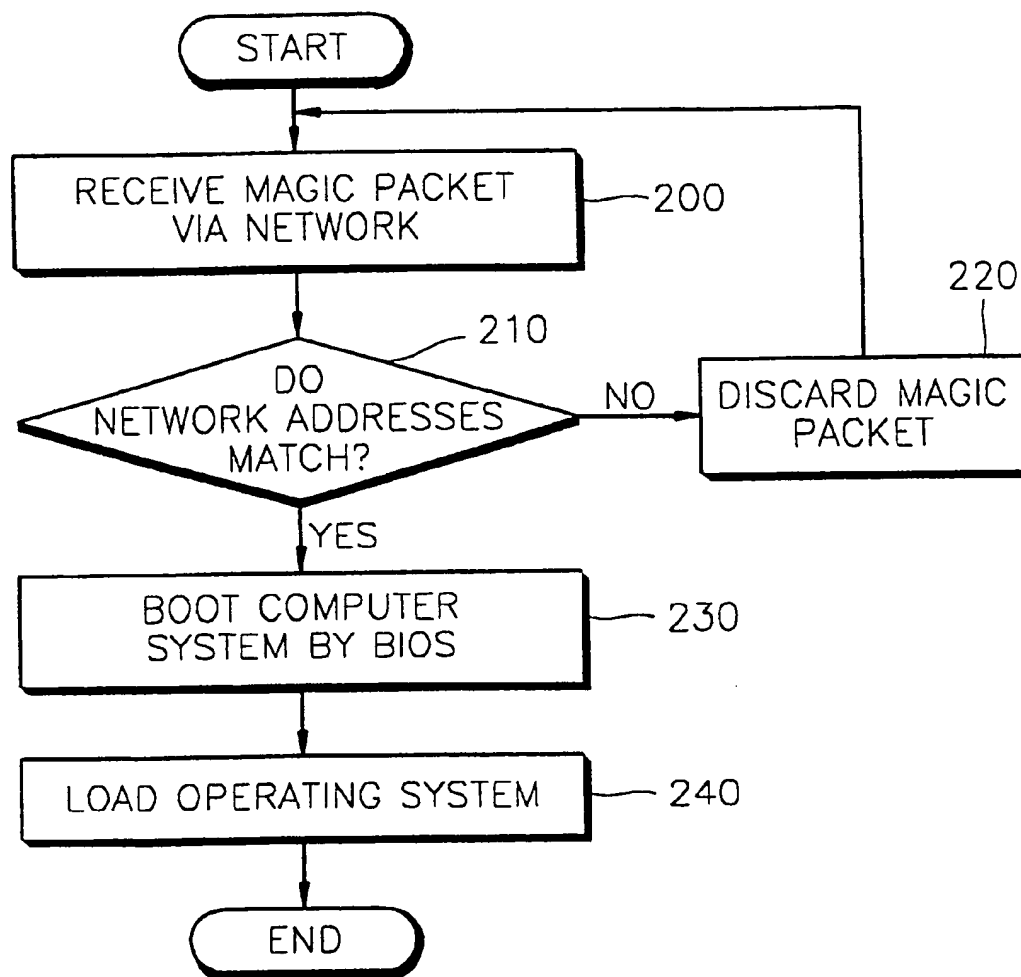 START
RECEIVE MAGIC PACKET
VIA NETWORK
200
210
DO
NETWORK ADDRESSES
MATCH?
NO
220
DISCARD MAGIC
PACKET
YES
BOOT COMPUTER
SYSTEM BY BIOS
230
LOAD OPERATING SYSTEM
240
END